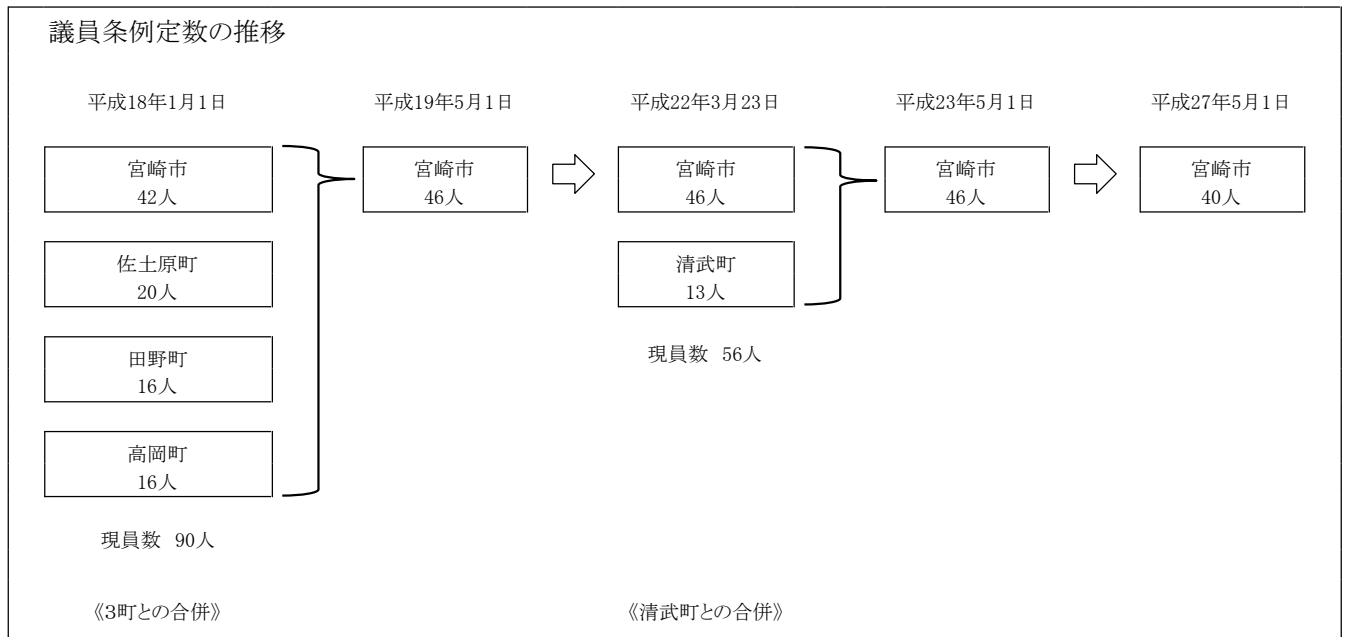 議員条例定数の推移
平成18年1月1日
平成19年5月1日
平成22年3月23日
平成23年5月1日
平成27年5月1日
宮崎市
42人
宮崎市
46人
宮崎市
46人
宮崎市
46人
宮崎市
40人
佐土原町
20人
清武町
13人
田野町
16人
現員数 56人
高岡町
16人
現員数 90人
《3町との合併》
《清武町との合併》